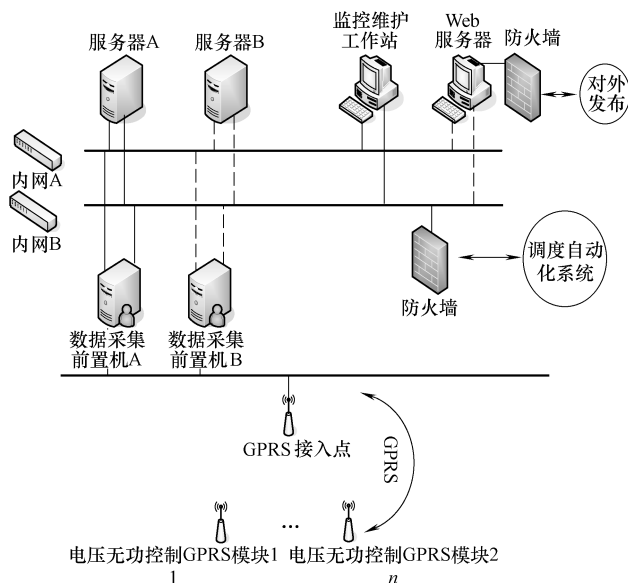 服务器A
服务器B
监控维护
工作站
Web
服务器
防火墙
对外
发布
内网A
内网B
数据采集
前置机A
数据采集
前置机B
防火墙
调度自动
化系统
GPRS接入点
GPRS
...
电压无功控制GPRS模块1
电压无功控制GPRS模块2
1
n